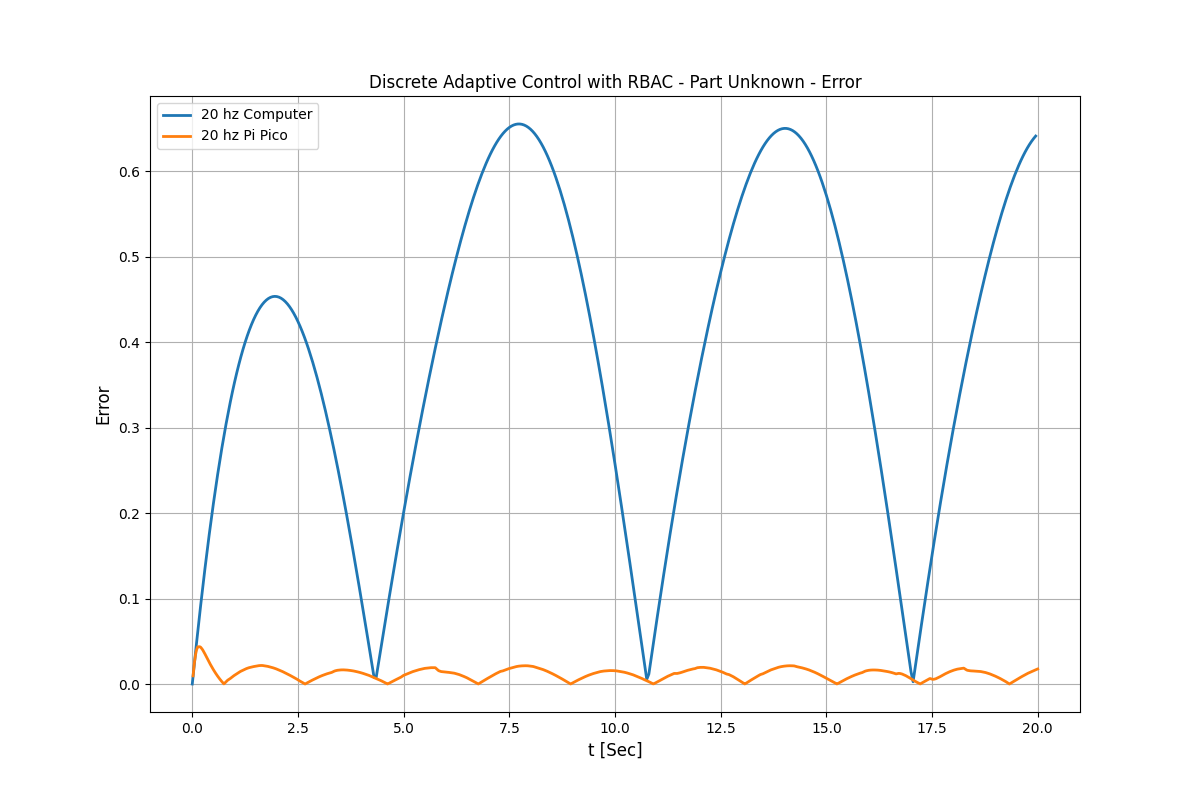 Discrete Adaptive Control with RBAC - Part Unknown - Error
20 hz Computer
20 hz Pi Pico
0.6
0.5
0.4
0.3
0.2
0.1
0.0
Error
0.0 2.5 5.0 7.5 10.0 12.5 15.0 17.5 20.0
t [Sec]